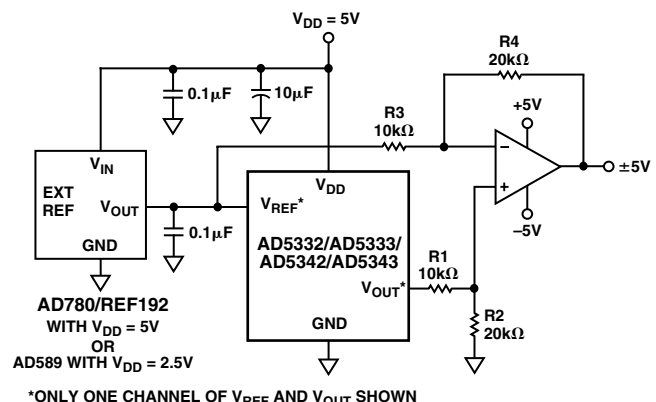 V_DD = 5V
R4
20kΩ
0.1μF
10μF
R3
10kΩ
+5V
–
+
±5V
–5V
V_IN
EXT
REF
V_OUT
GND
0.1μF
V_DD
V_REF*
AD5332/AD5333/
AD5342/AD5343
V_OUT*
GND
R1
10kΩ
R2
20kΩ
AD780/REF192
WITH V_DD = 5V
OR
AD589 WITH V_DD = 2.5V
*ONLY ONE CHANNEL OF V_REF AND V_OUT SHOWN